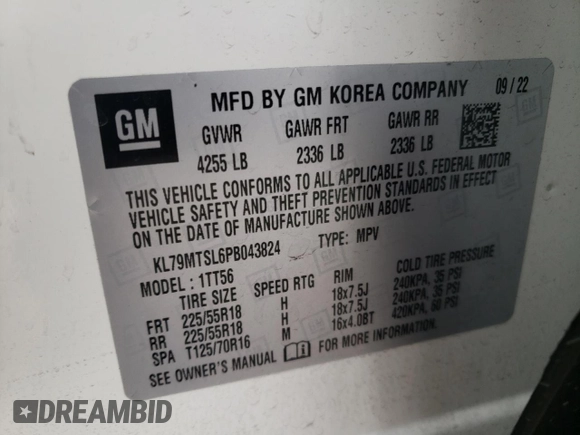 GM
MFD BY GM KOREA COMPANY 09 / 22
GVWR GAWR FRT GAWR RR
4255 LB 2336 LB 2336 LB
THIS VEHICLE CONFORMS TO ALL APPLICABLE U.S. FEDERAL MOTOR
VEHICLE SAFETY AND THEFT PREVENTION STANDARDS IN EFFECT
ON THE DATE OF MANUFACTURE SHOWN ABOVE.
KL79MTSL6PB043824 TYPE: MPV
MODEL : 1TT56
TIRE SIZE SPEED RTG RIM COLD TIRE PRESSURE
FRT 225/55R18 H 18x7.5J 240KPA, 35 PSI
RR 225/55R18 H 18x7.5J 240KPA, 35 PSI
SPA T125/70R16 M 16x4.0BT 420KPA, 60 PSI
SEE OWNER'S MANUAL FOR MORE INFORMATION.
DREAMBID